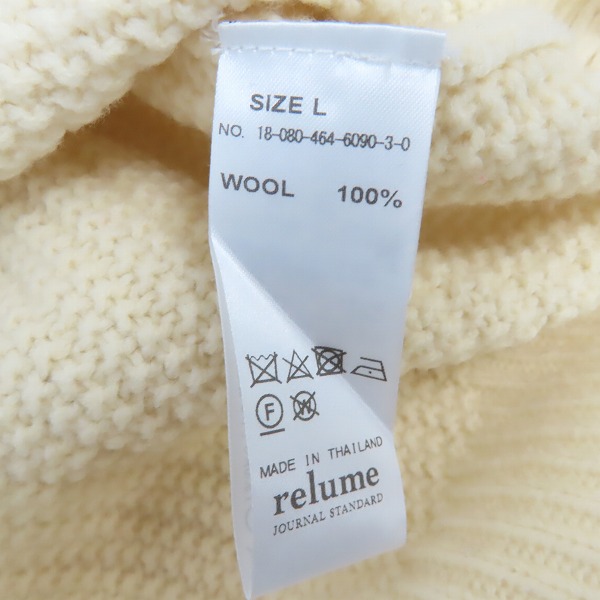 SIZE L
NO. 18-080-464-6090-3-0
WOOL 100%
F W
MADE IN THAILAND
relume
JOURNAL STANDARD